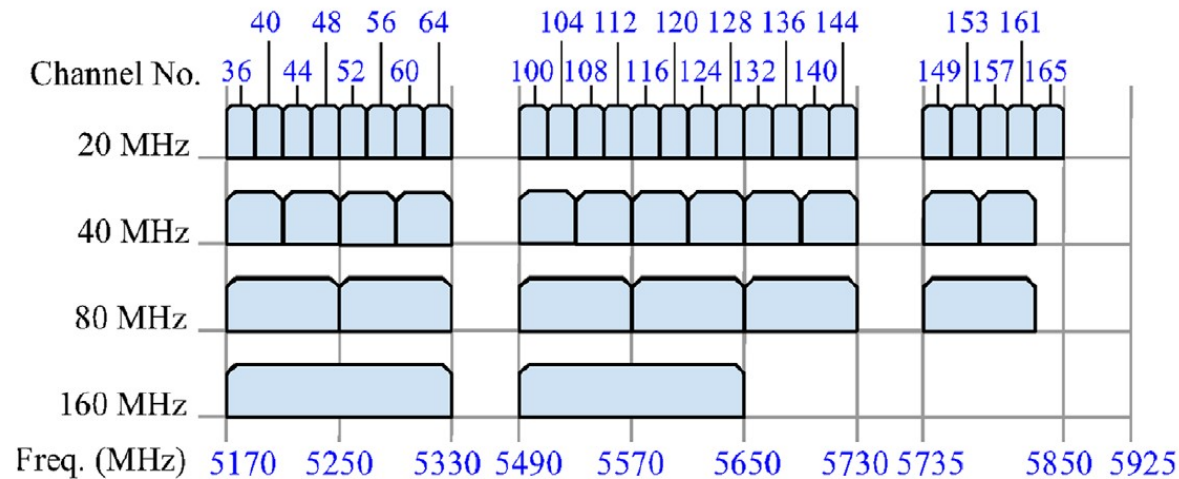 40 48 56 64 104 112 120 128 136 144 153 161
Channel No. 36 44 52 60 100 108 116 124 132 140 149 157 165
20 MHz
40 MHz
80 MHz
160 MHz
Freq. (MHz) 5170 5250 5330 5490 5570 5650 5730 5735 5850 5925